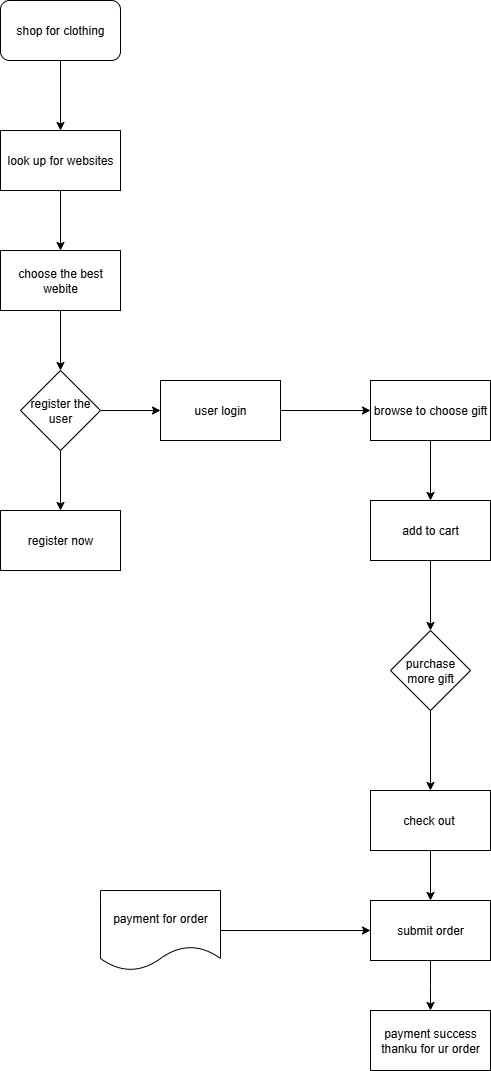 shop for clothing
look up for websites
choose the best
webite
register the
user
user login
browse to choose gift
register now
add to cart
purchase
more gift
check out
payment for order
submit order
payment success
thanku for ur order